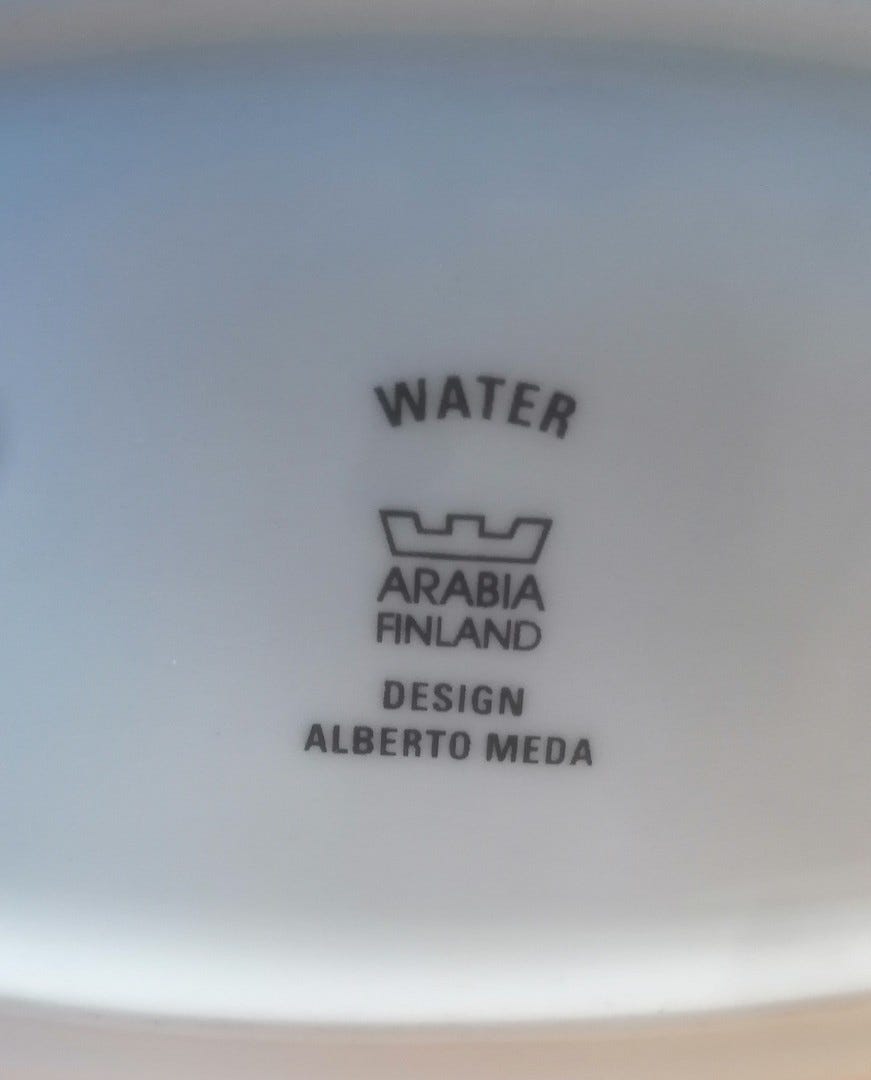 WATER
ARABIA
FINLAND
DESIGN
ALBERTO MEDA